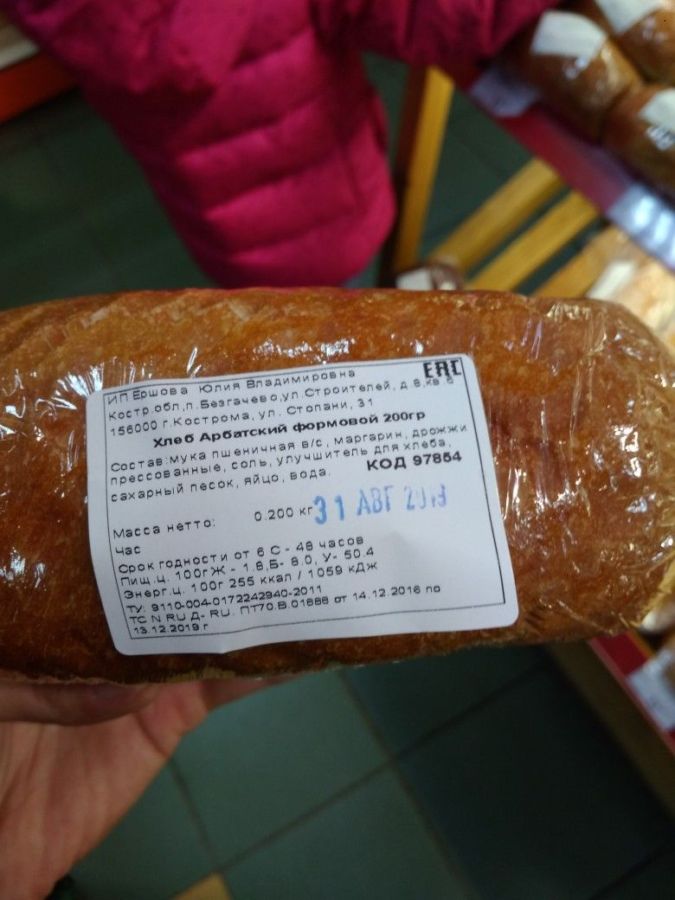 ИП Ершова Юлия Владимировна
ЕАС
Костр.обл,п.Безгачево,ул.Строителей, д.8,кв.6
156000 г.Кострома, ул. Стопани, 31
Хлеб Арбатский формовой 200гр
Состав:мука пшеничная в/с, маргарин, дрожжи
прессованные, соль, улучшитель для хлеба,
сахарный песок, яйцо, вода.
КОД 97854
Масса нетто: 0.200 кг
31 АВГ
Час
Срок годности от 6 С - 48 часов
Пищ.ц. 100гЖ - 1.8,Б- 8.0, У- 50.4
Энерг.ц. 100г 255 ккал / 1059 кДж
ТУ: 9110-004-0172242940-2011
ТС N RU Д- RU. ПТ70.В.01686 от 14.12.2016 по
13.12.2019 г